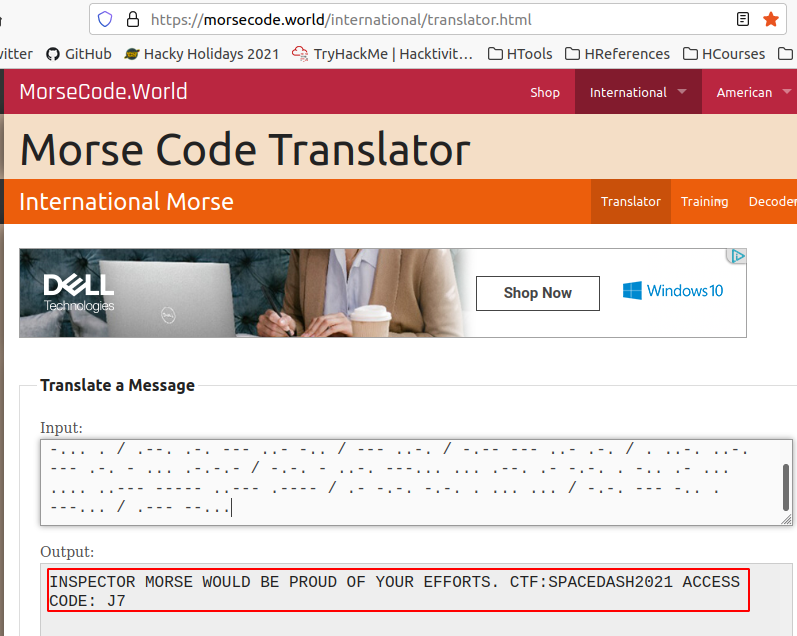 https://morsecode.world/international/translator.html
witter GitHub Hacky Holidays 2021 TryHackMe | Hacktivit… HTools HReferences HCourses
MorseCode.World Shop International American
Morse Code Translator
International Morse Translator Training Decoder
DELL
Technologies
Shop Now
Windows10
Translate a Message
Input:
-... . / .--. .-. --- ..- -.. / --- ..-. / -.-- --- ..- .-. / . ..-. ..-.
--- .-. - ... .-.-.- / -.-. - ..-. ---... ... .--. .- -.-. . -.. .- ...
.... ..--- ----- ..--- .---- / .- -.-. -.-. . ... ... / -.-. --- -.. .
---... / .--- --...
Output:
INSPECTOR MORSE WOULD BE PROUD OF YOUR EFFORTS. CTF:SPACEDASH2021 ACCESS
CODE: J7